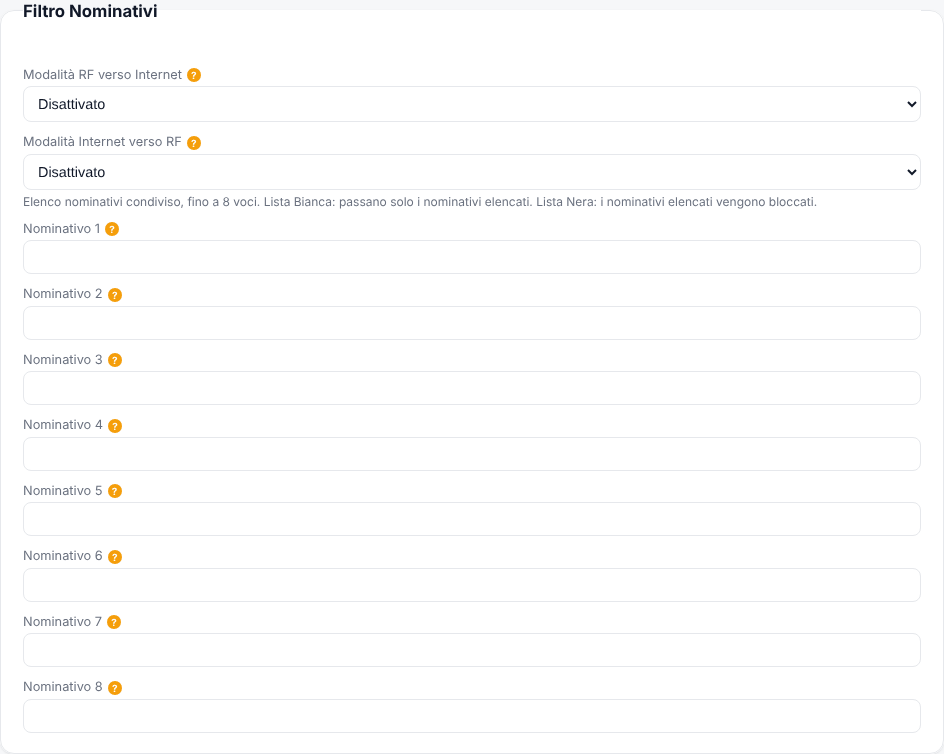 Filtro Nominativi
Modalità RF verso Internet ?
Disattivato
Modalità Internet verso RF ?
Disattivato
Elenco nominativi condiviso, fino a 8 voci. Lista Bianca: passano solo i nominativi elencati. Lista Nera: i nominativi elencati vengono bloccati.
Nominativo 1 ?
Nominativo 2 ?
Nominativo 3 ?
Nominativo 4 ?
Nominativo 5 ?
Nominativo 6 ?
Nominativo 7 ?
Nominativo 8 ?